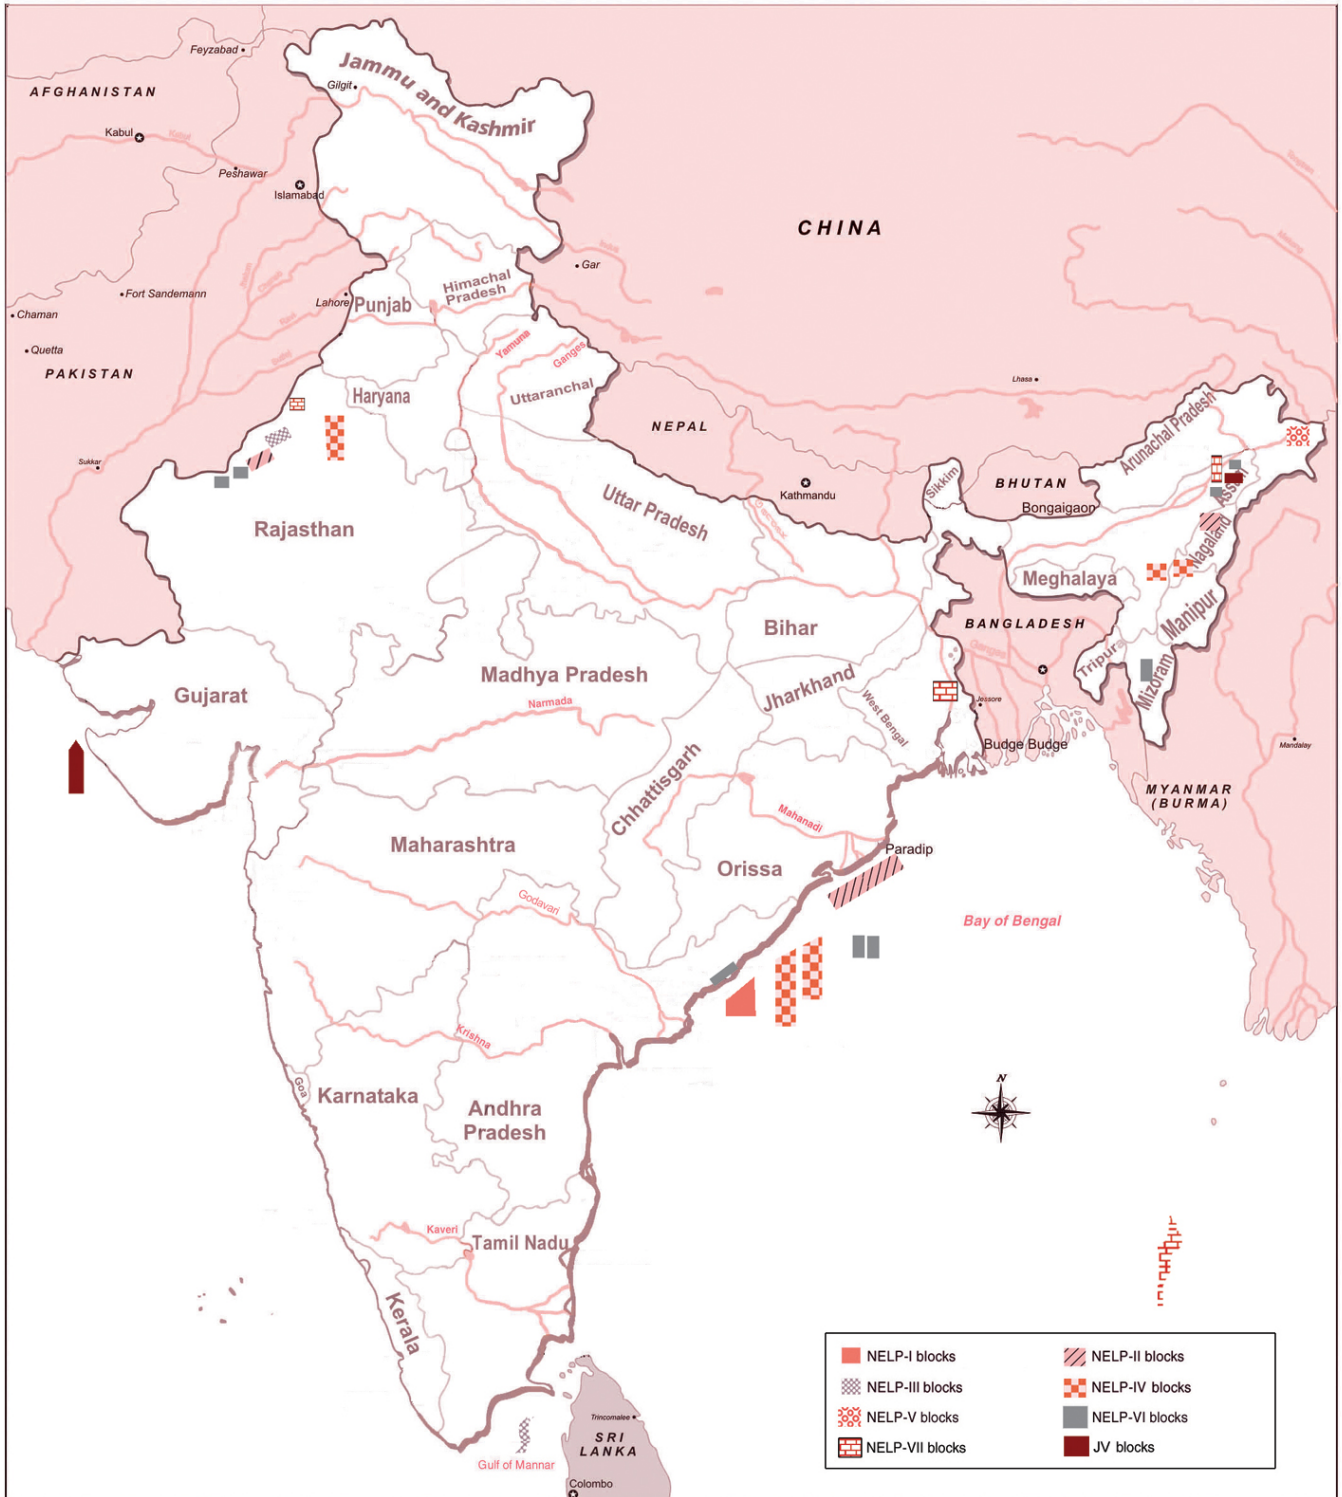 Feyzabad
AFGHANISTAN
Gilgit
Jammu and Kashmir
Kabul
Peshawar
Islamabad
CHINA
Gar
Himachal
Pradesh
Fort Sandemann
Lahore
Punjab
Chaman
Quetta
Yamuna
Ganges
PAKISTAN
Haryana
Uttaranchal
Lhasa
NEPAL
Arunachal Pradesh
Sukkar
Kathmandu
Sikkim
BHUTAN
Bongaigaon
Uttar Pradesh
Rajasthan
Nagaland
Meghalaya
Bihar
BANGLADESH
Manipur
Tripura
Mizoram
Madhya Pradesh
Jharkhand
Gujarat
Narmada
West Bengal
Jessore
Budge Budge
Mandalay
Chhattisgarh
MYANMAR
(BURMA)
Mahanadi
Maharashtra
Paradip
Orissa
Godavari
Bay of Bengal
Krishna
N
Goa
Karnataka
Andhra
Pradesh
Kaveri
Tamil Nadu
Kerala
NELP-I blocks
NELP-II blocks
NELP-III blocks
NELP-IV blocks
NELP-V blocks
NELP-VI blocks
NELP-VII blocks
JV blocks
Trincomalee
SRI
LANKA
Gulf of Mannar
Colombo